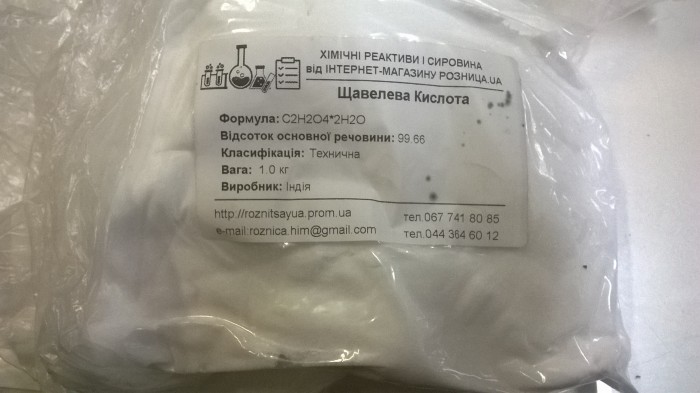 ХІМІЧНІ РЕАКТИВИ І СИРОВИНА
від ІНТЕРНЕТ-МАГАЗИНУ РОЗНИЦА.UA
Щавелева Кислота
Формула: C2H2O4*2H2O
Відсоток основної речовини: 99.66
Класифікація: Технична
Вага: 1.0 кг
Виробник: Індія
http://roznitsayua.prom.ua тел.067 741 80 85
e-mail:roznica.him@gmail.com тел.044 364 60 12